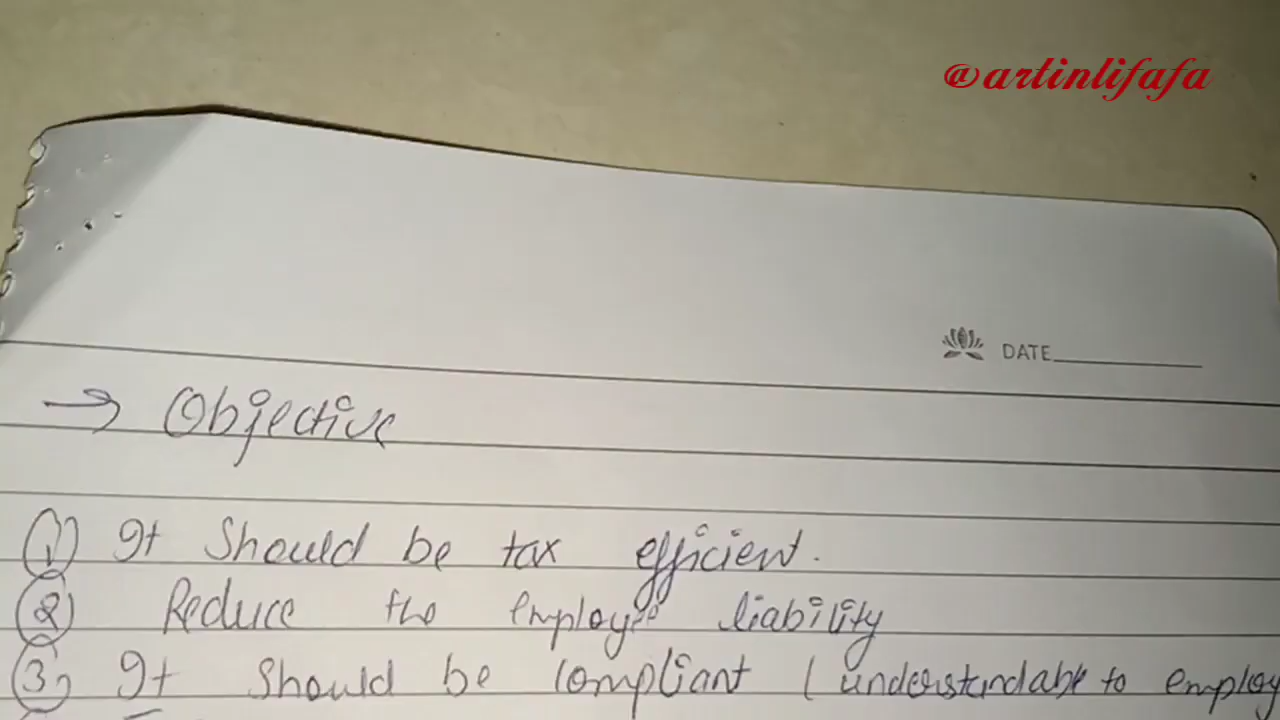 @artinlifafa
DATE
→ Objective
1) It should be tax efficient.
2) Reduce the employee liability
3) It should be compliant (understandable to employ